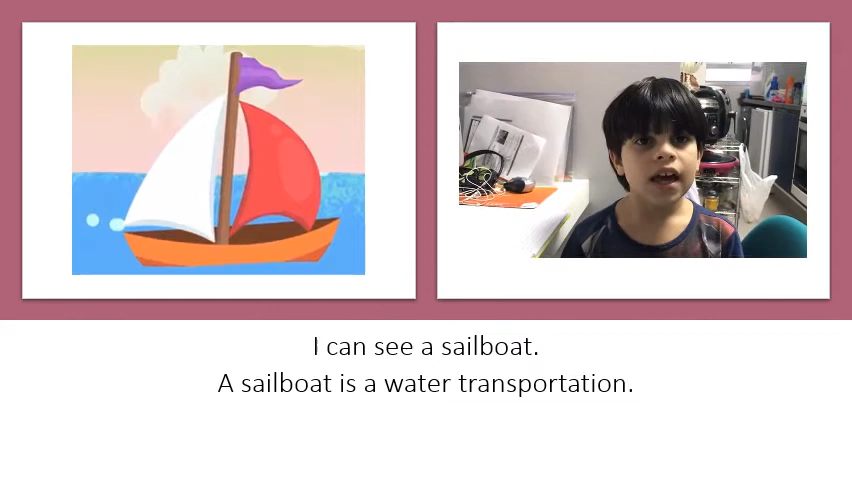 I can see a sailboat.
A sailboat is a water transportation.